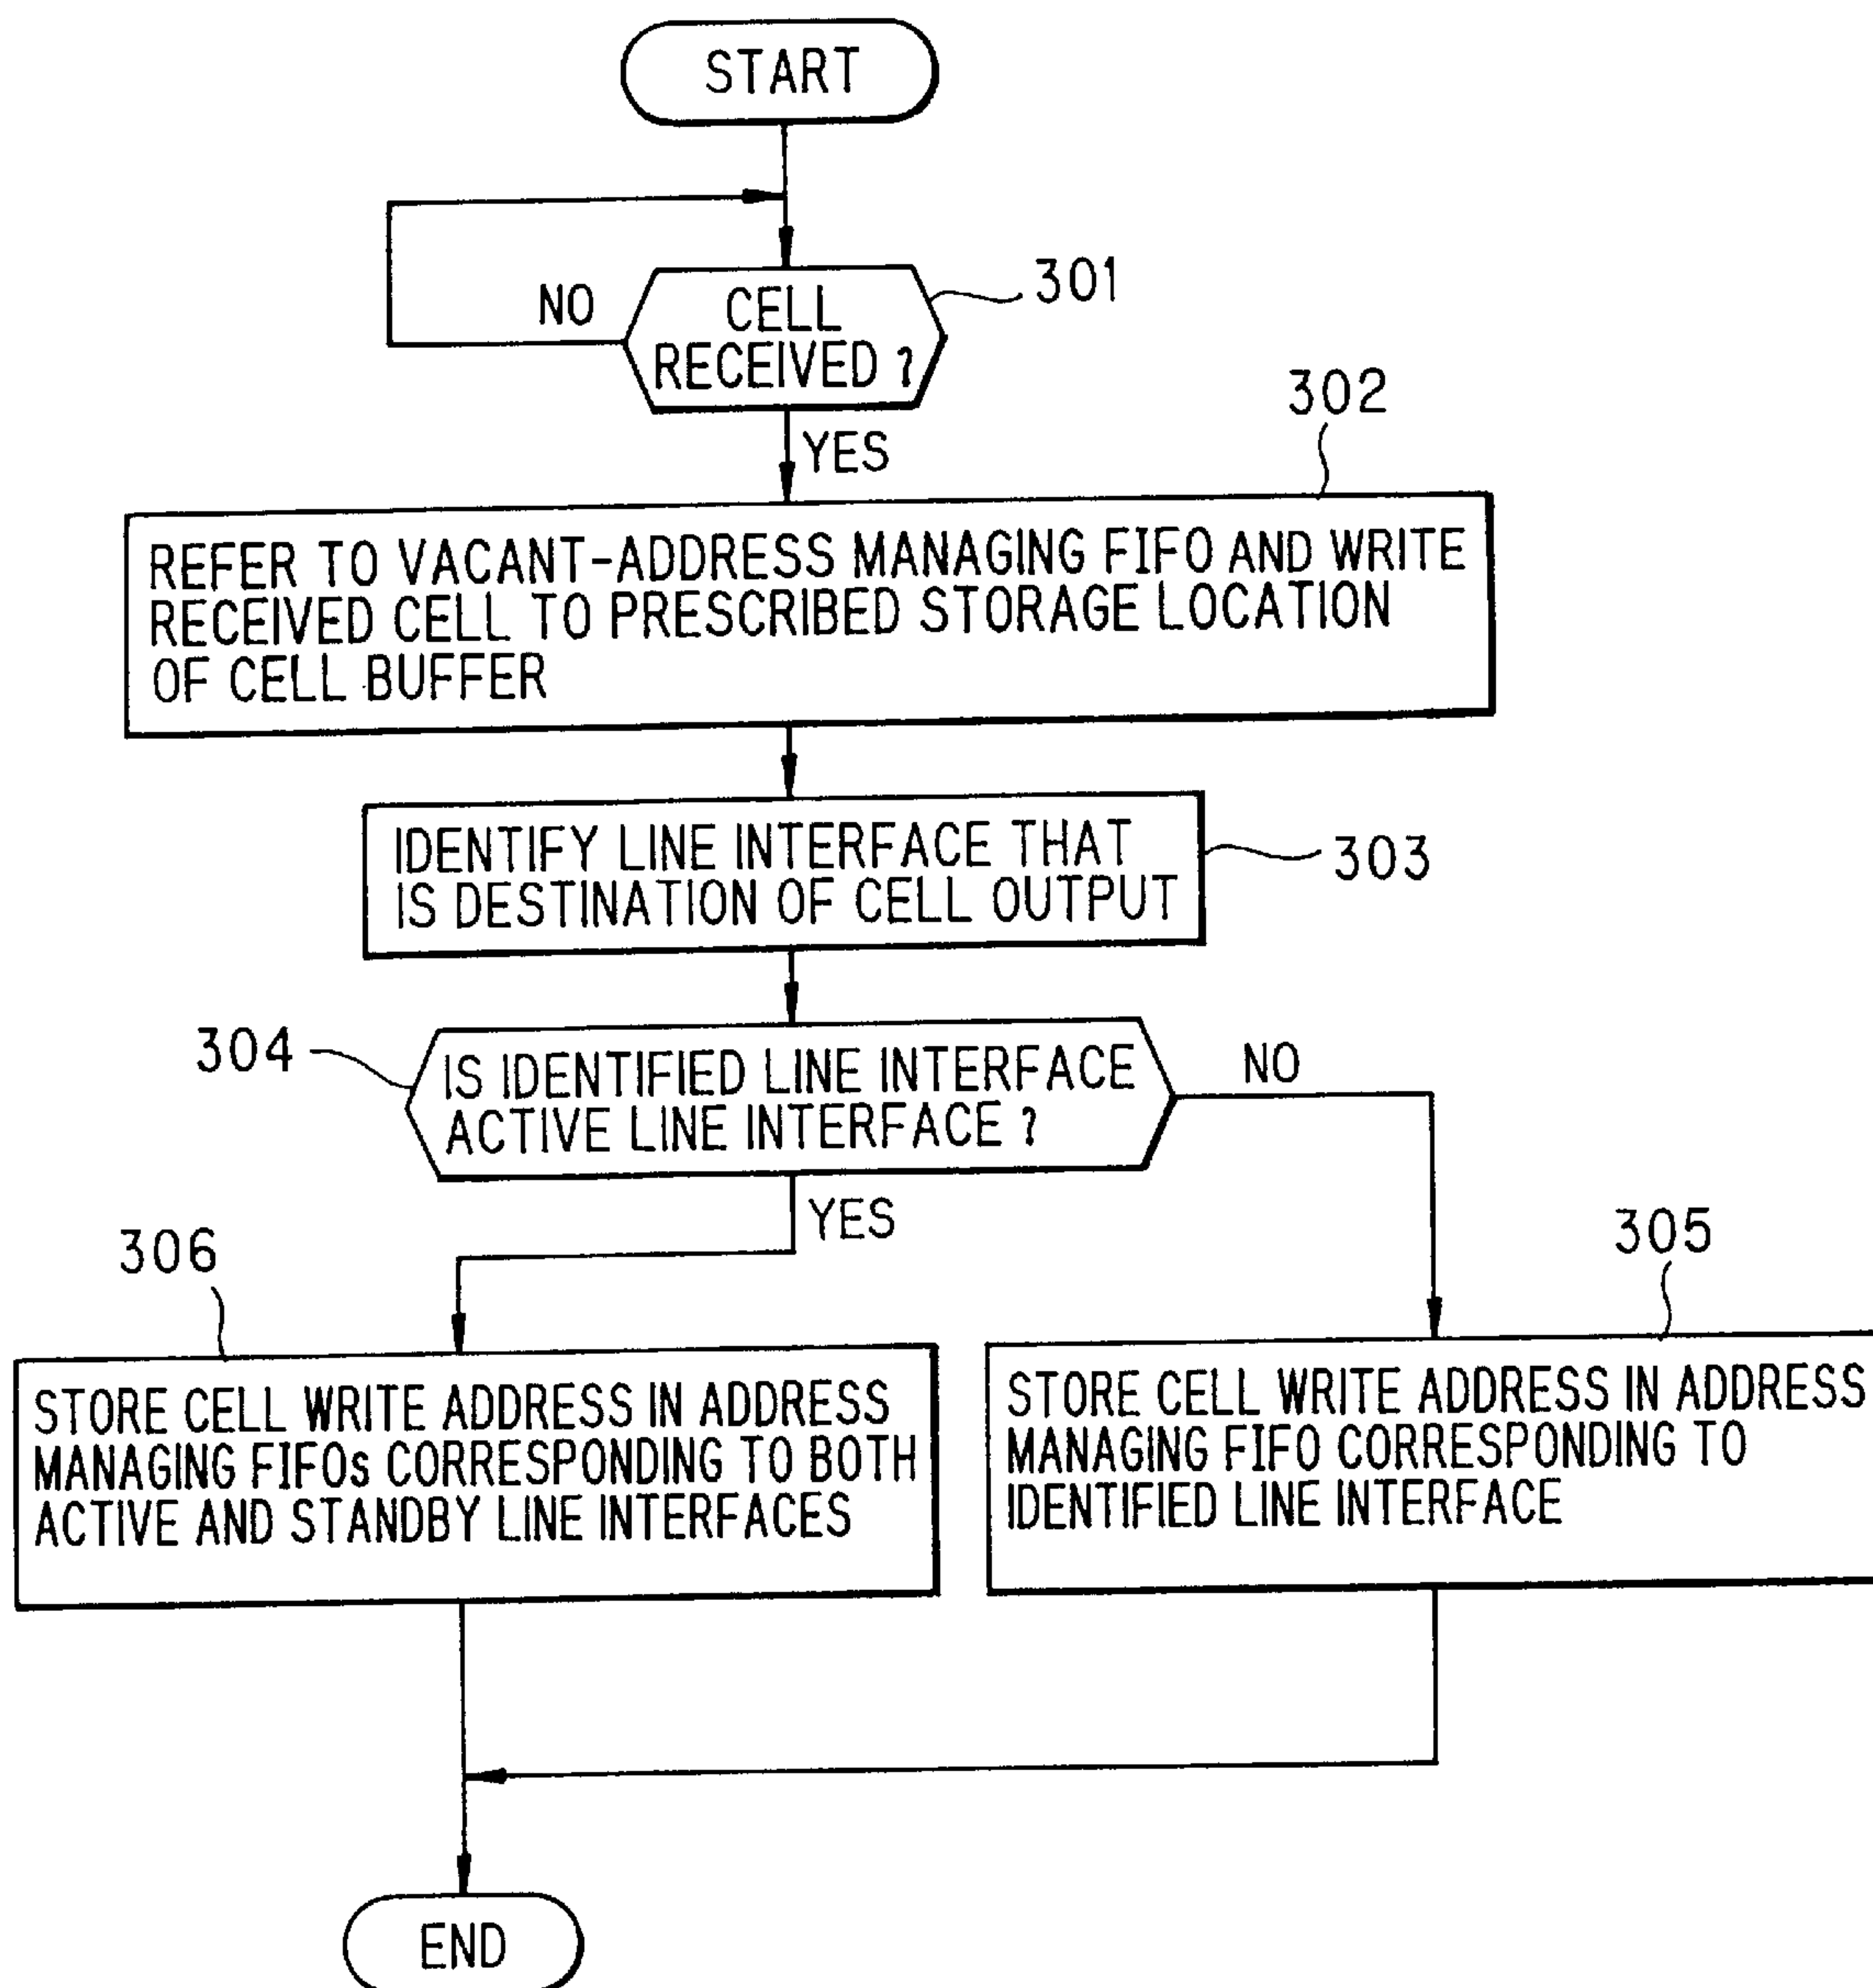 START
301
NO
CELL
RECEIVED ?
302
YES
REFER TO VACANT-ADDRESS MANAGING FIFO AND WRITE
RECEIVED CELL TO PRESCRIBED STORAGE LOCATION
OF CELL BUFFER
IDENTIFY LINE INTERFACE THAT
IS DESTINATION OF CELL OUTPUT
303
304
IS IDENTIFIED LINE INTERFACE
ACTIVE LINE INTERFACE ?
NO
YES
306
305
STORE CELL WRITE ADDRESS IN ADDRESS
MANAGING FIFOs CORRESPONDING TO BOTH
ACTIVE AND STANDBY LINE INTERFACES
STORE CELL WRITE ADDRESS IN ADDRESS
MANAGING FIFO CORRESPONDING TO
IDENTIFIED LINE INTERFACE
END